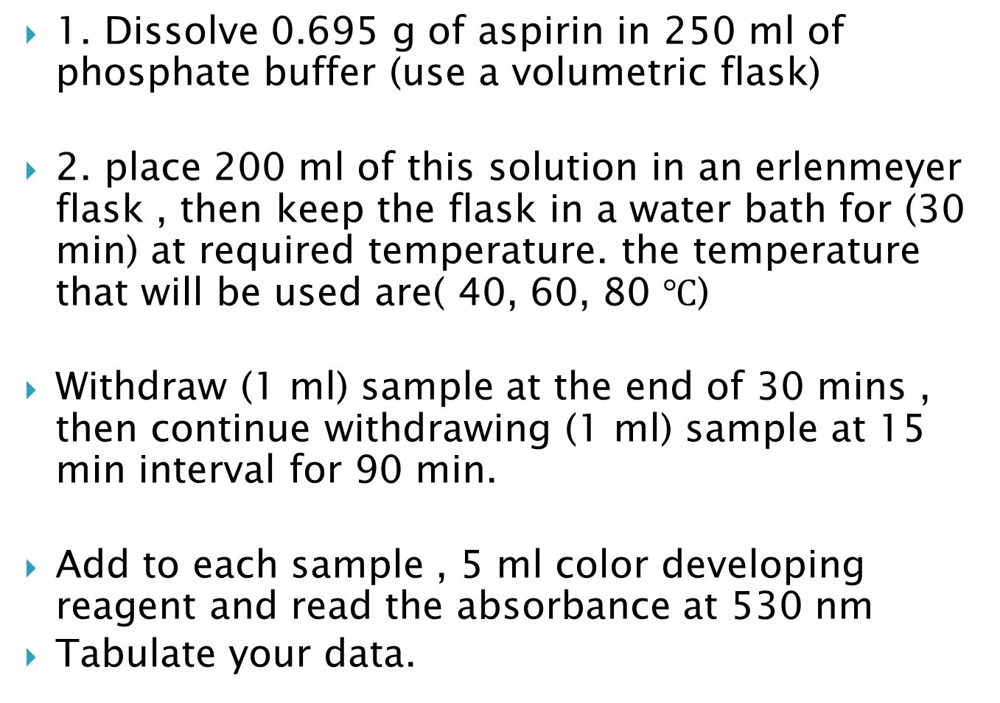 1. Dissolve 0.695 g of aspirin in 250 ml of
phosphate buffer (use a volumetric flask)
2. place 200 ml of this solution in an erlenmeyer
flask , then keep the flask in a water bath for (30
min) at required temperature. the temperature
that will be used are( 40, 60, 80 ℃)
Withdraw (1 ml) sample at the end of 30 mins ,
then continue withdrawing (1 ml) sample at 15
min interval for 90 min.
Add to each sample , 5 ml color developing
reagent and read the absorbance at 530 nm
Tabulate your data.